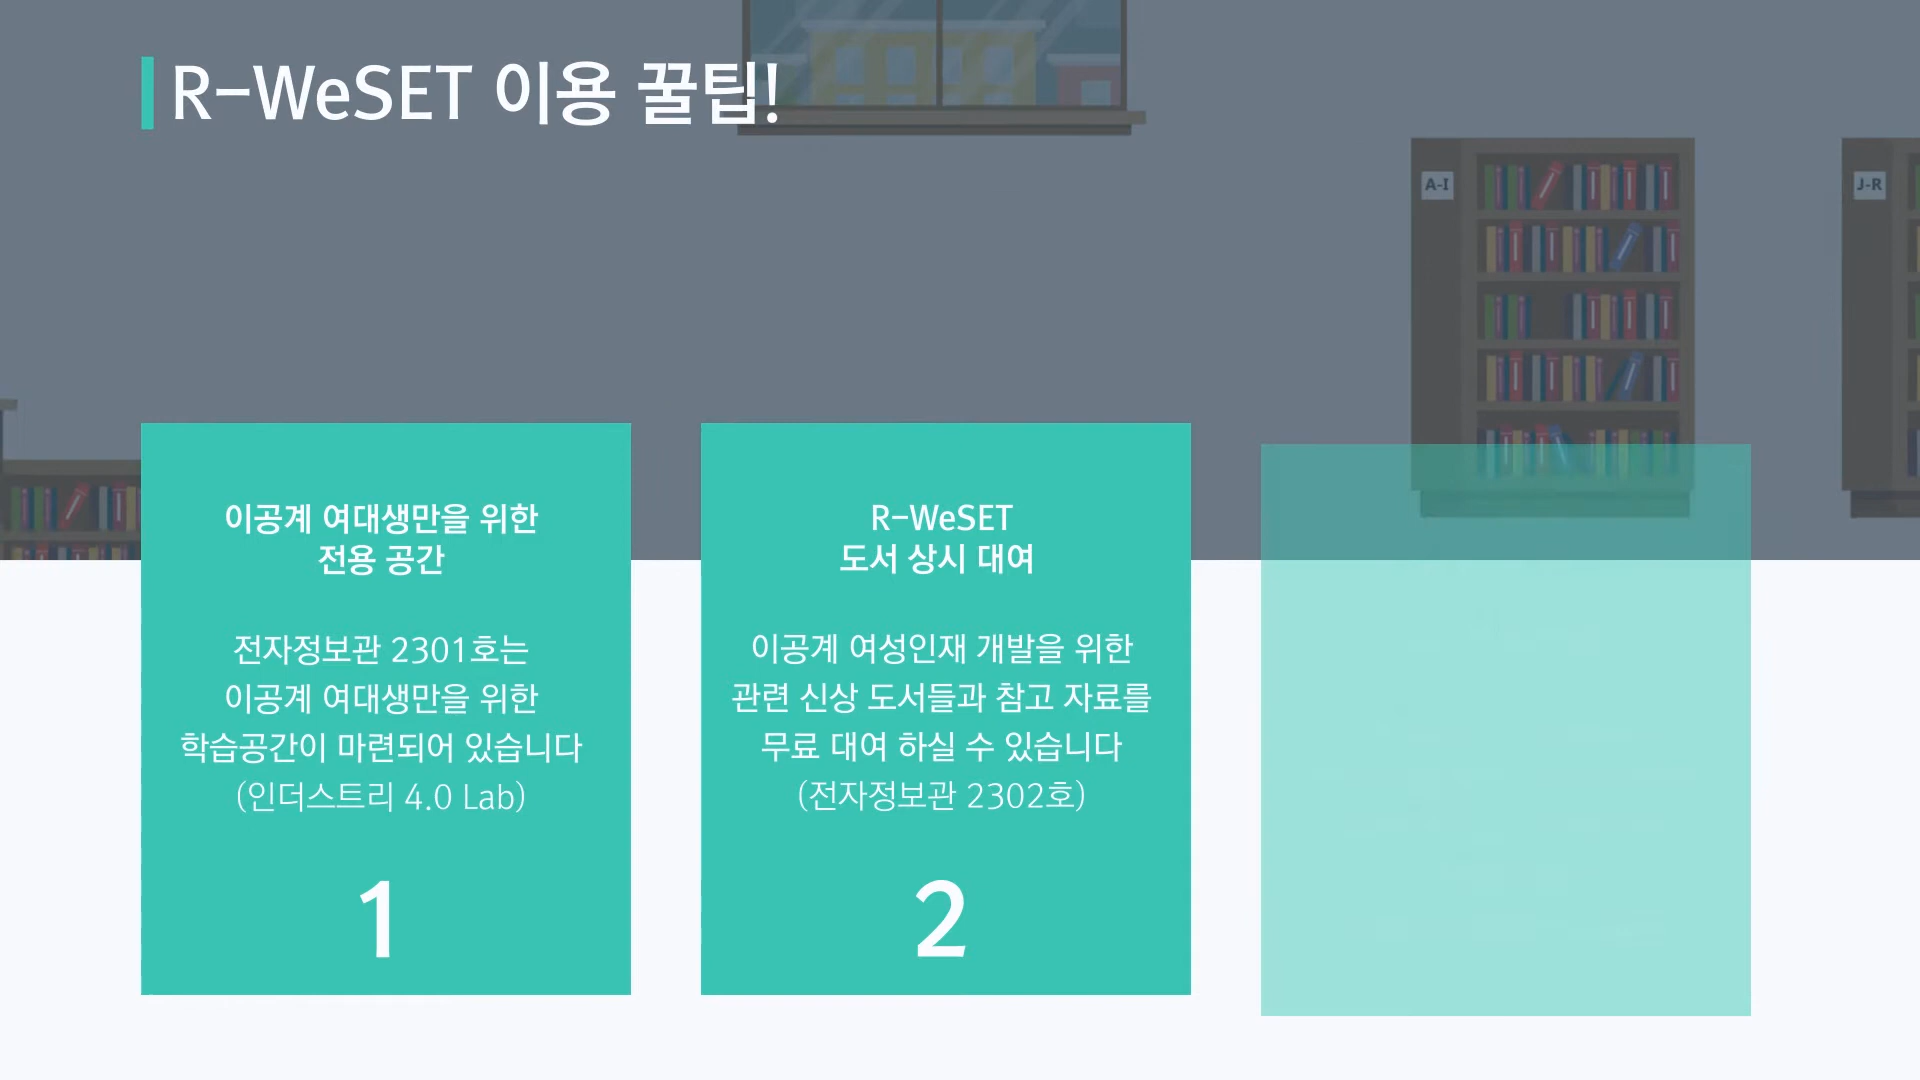 R-WeSET 이용 꿀팁!
A-I
J-R
이공계 여대생만을 위한
전용 공간
전자정보관 2301호는
이공계 여대생만을 위한
학습공간이 마련되어 있습니다
(인더스트리 4.0 Lab)
1
R-WeSET
도서 상시 대여
이공계 여성인재 개발을 위한
관련 신상 도서들과 참고 자료를
무료 대여 하실 수 있습니다
(전자정보관 2302호)
2